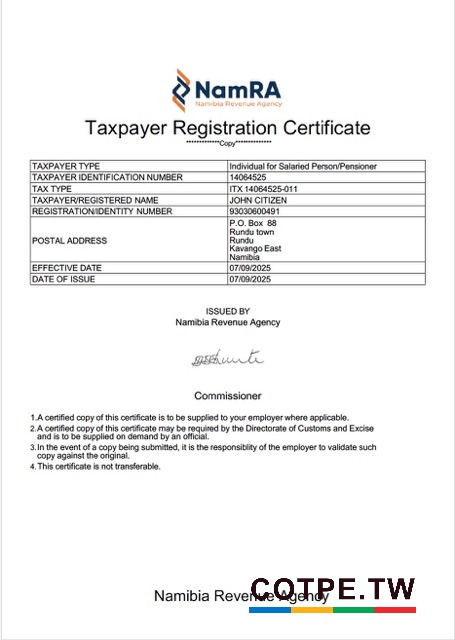 NamRA
Namibia Revenue Agency
Taxpayer Registration Certificate
*************Copy**************
TAXPAYER TYPE Individual for Salaried Person/Pensioner
TAXPAYER IDENTIFICATION NUMBER 14064525
TAX TYPE ITX 14064525-011
TAXPAYER/REGISTERED NAME JOHN CITIZEN
REGISTRATION/IDENTITY NUMBER 93030600491
POSTAL ADDRESS P.O. Box 88
Rundu town
Rundu
Kavango East
Namibia
EFFECTIVE DATE 07/09/2025
DATE OF ISSUE 07/09/2025
ISSUED BY
Namibia Revenue Agency
Commissioner
1.A certified copy of this certificate is to be supplied to your employer where applicable.
2.A certified copy of this certificate may be required by the Directorate of Customs and Excise
and is to be supplied on demand by an official.
3.In the event of a copy being submitted, it is the responsiblity of the employer to validate such
copy against the original.
4.This certificate is not transferable.
Namibia Revenue Agency
COTPE.TW